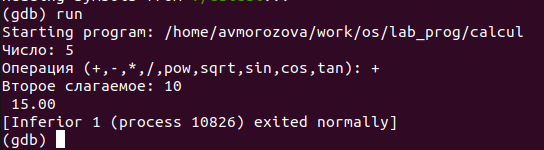 (gdb) run
Starting program: /home/avmorozova/work/os/lab_prog/calcul
Число: 5
Операция (+,-,*,/,pow,sqrt,sin,cos,tan): +
Второе слагаемое: 10
15.00
[Inferior 1 (process 10826) exited normally]
(gdb)